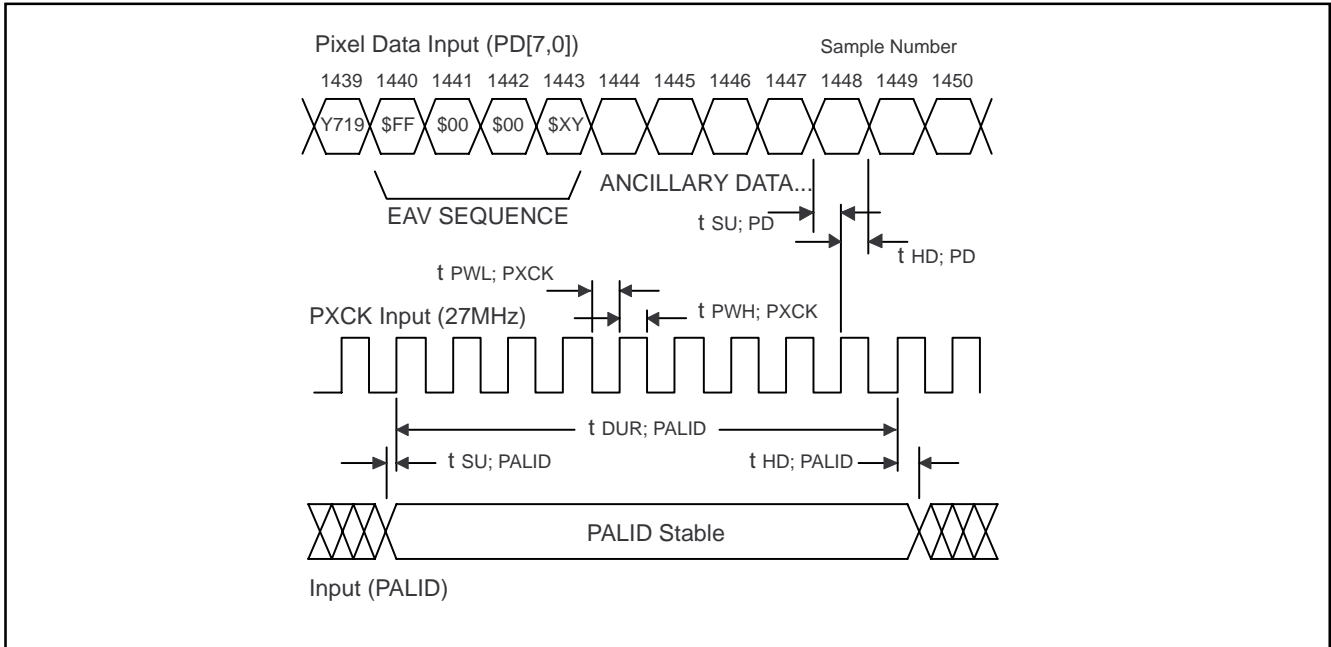 Pixel Data Input (PD[7,0])
Sample Number
1439 1440 1441 1442 1443 1444 1445 1446 1447 1448 1449 1450
Y719 $FF $00 $00 $XY
ANCILLARY DATA...
EAV SEQUENCE
t SU; PD
t HD; PD
t PWL; PXCK
t PWH; PXCK
PXCK Input (27MHz)
t DUR; PALID
t SU; PALID
t HD; PALID
PALID Stable
Input (PALID)